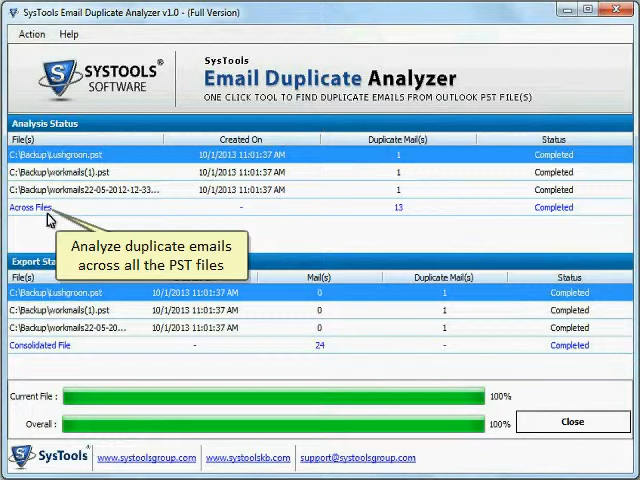 SysTools Email Duplicate Analyzer v1.0 - (Full Version)
Action Help
SYSTOOLS®
SOFTWARE
SysTools
Email Duplicate Analyzer
ONE CLICK TOOL TO FIND DUPLICATE EMAILS FROM OUTLOOK PST FILE(S)
Analysis Status
File(s) Created On Duplicate Mail(s) Status
C:\Backup\Lushgroon.pst 10/1/2013 11:01:37 AM 1 Completed
C:\Backup\workmails(1).pst 10/1/2013 11:01:37 AM 1 Completed
C:\Backup\workmails22-05-2012-12-33... 10/1/2013 11:01:37 AM 1 Completed
Across Files - 13 Completed
Analyze duplicate emails
across all the PST files
Export Sta
File(s) Mail(s) Duplicate Mail(s) Status
C:\Backup\Lushgroon.pst 10/1/2013 11:01:37 AM 0 1 Completed
C:\Backup\workmails(1).pst 10/1/2013 11:01:37 AM 0 1 Completed
C:\Backup\workmails22-05-20... 10/1/2013 11:01:37 AM 0 1 Completed
Consolidated File - 24 Completed
Current File : 100%
Overall : 100%
Close
SysTools www.systoolsgroup.com www.systoolskb.com support@systoolsgroup.com